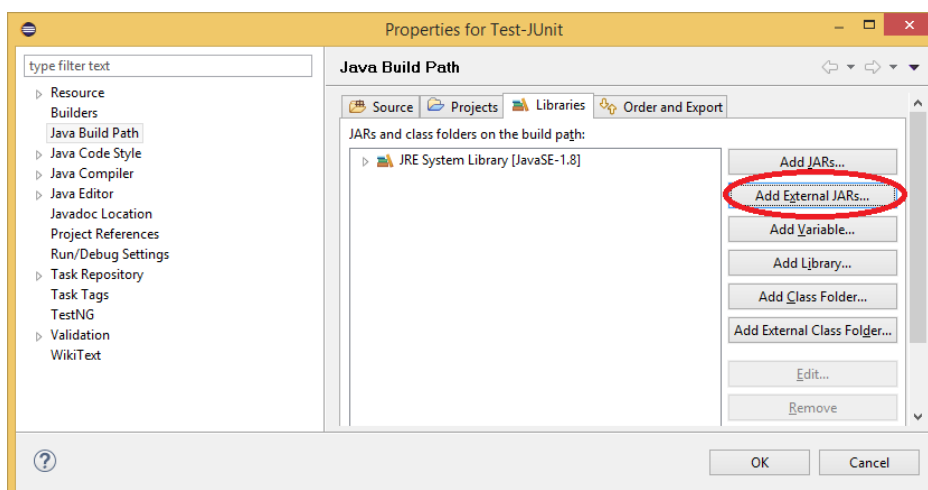 Properties for Test-JUnit
type filter text
Resource
Builders
Java Build Path
Java Code Style
Java Compiler
Java Editor
Javadoc Location
Project References
Run/Debug Settings
Task Repository
Task Tags
TestNG
Validation
WikiText
Java Build Path
Source Projects Libraries Order and Export
JARs and class folders on the build path:
JRE System Library [JavaSE-1.8]
Add JARs...
Add External JARs...
Add Variable...
Add Library...
Add Class Folder...
Add External Class Folder...
Edit...
Remove
OK Cancel